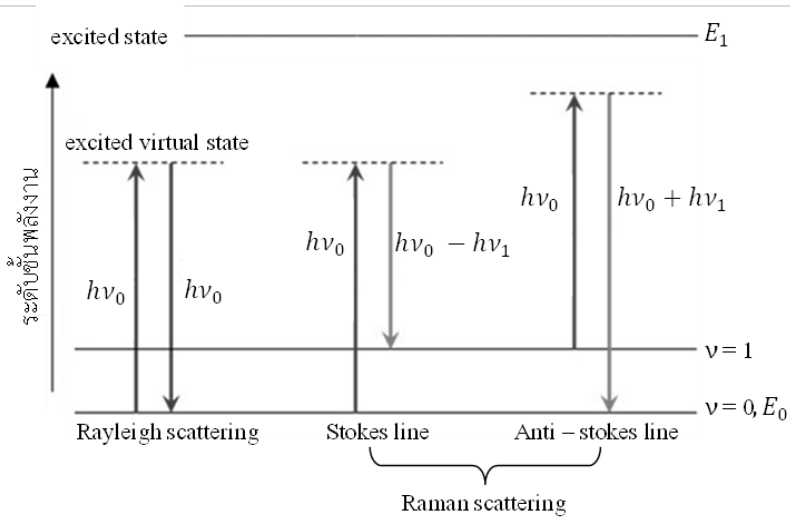 excited state
E₁
excited virtual state
ระดับชั้นพลังงาน
hν₀
hν₀
hν₀
hν₀ − hν₁
hν₀
hν₀ + hν₁
ν = 1
ν = 0, E₀
Rayleigh scattering
Stokes line
Anti – stokes line
Raman scattering